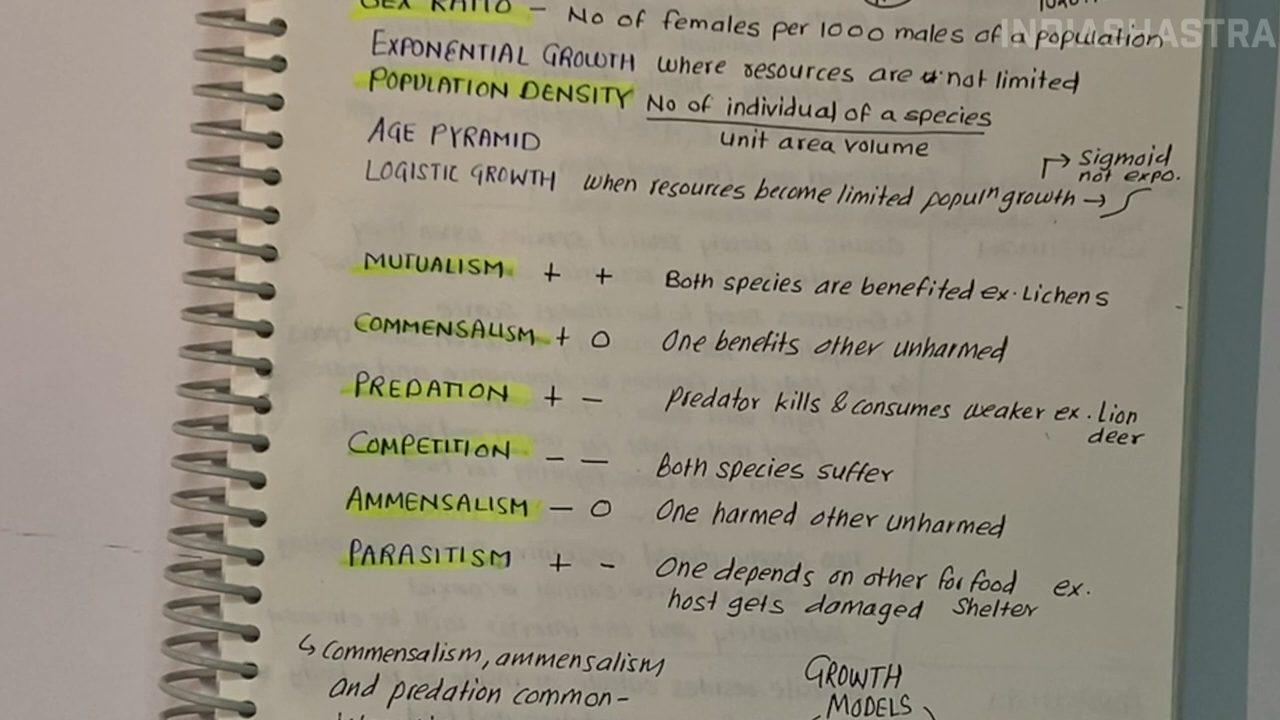 SEX RATIO - No of females per 1000 males of a population
INDIASHASTRA
EXPONENTIAL GROWTH where resources are not limited
POPULATION DENSITY No of individual of a species
unit area volume
AGE PYRAMID
Sigmoid
not expo.
LOGISTIC GROWTH when resources become limited populn growth →
MUTUALISM + + Both species are benefited ex. Lichens
COMMENSALISM + 0 One benefits other unharmed
PREDATION + - Predator kills & consumes weaker ex. lion
deer
COMPETITION - - Both species suffer
AMMENSALISM - 0 One harmed other unharmed
PARASITISM + - One depends on other for food ex.
host gets damaged Shelter
↳ commensalism, ammensalism
and predation common-
GROWTH
MODELS